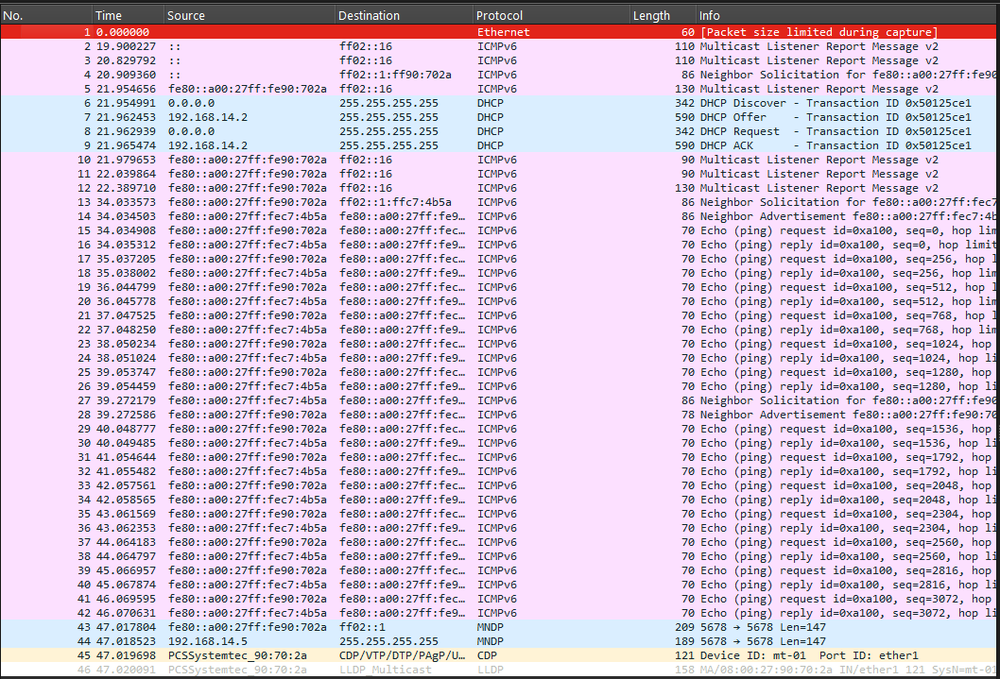 No. Time Source Destination Protocol Length Info
1 0.000000 Ethernet 60 [Packet size limited during capture]
2 19.900227 :: ff02::16 ICMPv6 110 Multicast Listener Report Message v2
3 20.829792 :: ff02::16 ICMPv6 110 Multicast Listener Report Message v2
4 20.909360 :: ff02::1:ff90:702a ICMPv6 86 Neighbor Solicitation for fe80::a00:27ff:fe90
5 21.954656 fe80::a00:27ff:fe90:702a ff02::16 ICMPv6 130 Multicast Listener Report Message v2
6 21.954991 0.0.0.0 255.255.255.255 DHCP 342 DHCP Discover - Transaction ID 0x50125ce1
7 21.962453 192.168.14.2 255.255.255.255 DHCP 590 DHCP Offer - Transaction ID 0x50125ce1
8 21.962939 0.0.0.0 255.255.255.255 DHCP 342 DHCP Request - Transaction ID 0x50125ce1
9 21.965474 192.168.14.2 255.255.255.255 DHCP 590 DHCP ACK - Transaction ID 0x50125ce1
10 21.979653 fe80::a00:27ff:fe90:702a ff02::16 ICMPv6 90 Multicast Listener Report Message v2
11 22.039864 fe80::a00:27ff:fe90:702a ff02::16 ICMPv6 90 Multicast Listener Report Message v2
12 22.389710 fe80::a00:27ff:fe90:702a ff02::16 ICMPv6 130 Multicast Listener Report Message v2
13 34.033573 fe80::a00:27ff:fe90:702a ff02::1:ffc7:4b5a ICMPv6 86 Neighbor Solicitation for fe80::a00:27ff:fec7
14 34.034503 fe80::a00:27ff:fec7:4b5a fe80::a00:27ff:fe9… ICMPv6 86 Neighbor Advertisement fe80::a00:27ff:fec7:4b
15 34.034908 fe80::a00:27ff:fe90:702a fe80::a00:27ff:fec… ICMPv6 70 Echo (ping) request id=0xa100, seq=0, hop limi
16 34.035312 fe80::a00:27ff:fec7:4b5a fe80::a00:27ff:fe9… ICMPv6 70 Echo (ping) reply id=0xa100, seq=0, hop limit
17 35.037205 fe80::a00:27ff:fe90:702a fe80::a00:27ff:fec… ICMPv6 70 Echo (ping) request id=0xa100, seq=256, hop l
18 35.038002 fe80::a00:27ff:fec7:4b5a fe80::a00:27ff:fe9… ICMPv6 70 Echo (ping) reply id=0xa100, seq=256, hop lim
19 36.044799 fe80::a00:27ff:fe90:702a fe80::a00:27ff:fec… ICMPv6 70 Echo (ping) request id=0xa100, seq=512, hop l
20 36.045778 fe80::a00:27ff:fec7:4b5a fe80::a00:27ff:fe9… ICMPv6 70 Echo (ping) reply id=0xa100, seq=512, hop lim
21 37.047525 fe80::a00:27ff:fe90:702a fe80::a00:27ff:fec… ICMPv6 70 Echo (ping) request id=0xa100, seq=768, hop l
22 37.048250 fe80::a00:27ff:fec7:4b5a fe80::a00:27ff:fe9… ICMPv6 70 Echo (ping) reply id=0xa100, seq=768, hop lim
23 38.050234 fe80::a00:27ff:fe90:702a fe80::a00:27ff:fec… ICMPv6 70 Echo (ping) request id=0xa100, seq=1024, hop
24 38.051024 fe80::a00:27ff:fec7:4b5a fe80::a00:27ff:fe9… ICMPv6 70 Echo (ping) reply id=0xa100, seq=1024, hop li
25 39.053747 fe80::a00:27ff:fe90:702a fe80::a00:27ff:fec… ICMPv6 70 Echo (ping) request id=0xa100, seq=1280, hop
26 39.054459 fe80::a00:27ff:fec7:4b5a fe80::a00:27ff:fe9… ICMPv6 70 Echo (ping) reply id=0xa100, seq=1280, hop li
27 39.272179 fe80::a00:27ff:fec7:4b5a fe80::a00:27ff:fe9… ICMPv6 86 Neighbor Solicitation for fe80::a00:27ff:fe90
28 39.272586 fe80::a00:27ff:fe90:702a fe80::a00:27ff:fec… ICMPv6 78 Neighbor Advertisement fe80::a00:27ff:fe90:70
29 40.048777 fe80::a00:27ff:fe90:702a fe80::a00:27ff:fec… ICMPv6 70 Echo (ping) request id=0xa100, seq=1536, hop
30 40.049485 fe80::a00:27ff:fec7:4b5a fe80::a00:27ff:fe9… ICMPv6 70 Echo (ping) reply id=0xa100, seq=1536, hop li
31 41.054644 fe80::a00:27ff:fe90:702a fe80::a00:27ff:fec… ICMPv6 70 Echo (ping) request id=0xa100, seq=1792, hop
32 41.055482 fe80::a00:27ff:fec7:4b5a fe80::a00:27ff:fe9… ICMPv6 70 Echo (ping) reply id=0xa100, seq=1792, hop li
33 42.057561 fe80::a00:27ff:fe90:702a fe80::a00:27ff:fec… ICMPv6 70 Echo (ping) request id=0xa100, seq=2048, hop
34 42.058565 fe80::a00:27ff:fec7:4b5a fe80::a00:27ff:fe9… ICMPv6 70 Echo (ping) reply id=0xa100, seq=2048, hop li
35 43.061569 fe80::a00:27ff:fe90:702a fe80::a00:27ff:fec… ICMPv6 70 Echo (ping) request id=0xa100, seq=2304, hop
36 43.062353 fe80::a00:27ff:fec7:4b5a fe80::a00:27ff:fe9… ICMPv6 70 Echo (ping) reply id=0xa100, seq=2304, hop li
37 44.064183 fe80::a00:27ff:fe90:702a fe80::a00:27ff:fec… ICMPv6 70 Echo (ping) request id=0xa100, seq=2560, hop
38 44.064797 fe80::a00:27ff:fec7:4b5a fe80::a00:27ff:fe9… ICMPv6 70 Echo (ping) reply id=0xa100, seq=2560, hop li
39 45.066957 fe80::a00:27ff:fe90:702a fe80::a00:27ff:fec… ICMPv6 70 Echo (ping) request id=0xa100, seq=2816, hop
40 45.067874 fe80::a00:27ff:fec7:4b5a fe80::a00:27ff:fe9… ICMPv6 70 Echo (ping) reply id=0xa100, seq=2816, hop li
41 46.069595 fe80::a00:27ff:fe90:702a fe80::a00:27ff:fec… ICMPv6 70 Echo (ping) request id=0xa100, seq=3072, hop
42 46.070631 fe80::a00:27ff:fec7:4b5a fe80::a00:27ff:fe9… ICMPv6 70 Echo (ping) reply id=0xa100, seq=3072, hop li
43 47.017804 fe80::a00:27ff:fe90:702a ff02::1 MNDP 209 5678 → 5678 Len=147
44 47.018523 192.168.14.5 255.255.255.255 MNDP 189 5678 → 5678 Len=147
45 47.019698 PCSSystemtec_90:70:2a CDP/VTP/DTP/PAgP/U… CDP 121 Device ID: mt-01 Port ID: ether1
46 47.020091 PCSSystemtec_90:70:2a LLDP_Multicast LLDP 158 MA/08:00:27:90:70:2a IN/ether1 121 SysN=mt-01